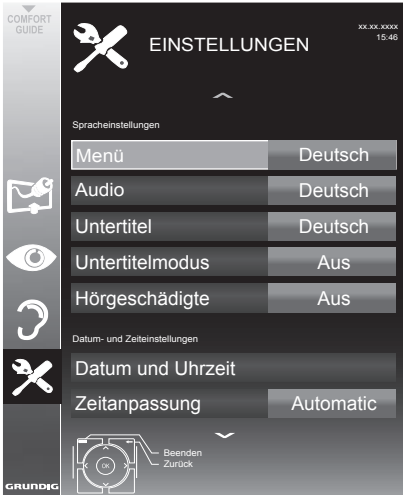 COMFORT
GUIDE
EINSTELLUNGEN
xx.xx.xxxx
15:46
Spracheinstellungen
Menü Deutsch
Audio Deutsch
Untertitel Deutsch
Untertitelmodus Aus
Hörgeschädigte Aus
Datum- und Zeiteinstellungen
Datum und Uhrzeit
Zeitanpassung Automatic
OK
Beenden
Zurück
GRUNDIG